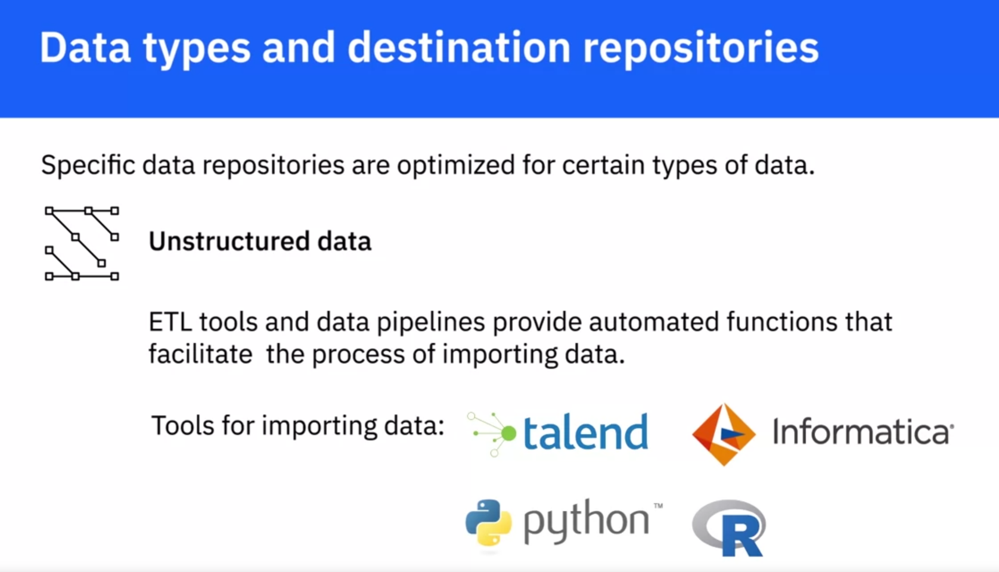 Data types and destination repositories
Specific data repositories are optimized for certain types of data.
Unstructured data
ETL tools and data pipelines provide automated functions that
facilitate  the process of importing data.
Tools for importing data:
talend
Informatica®
python™
R